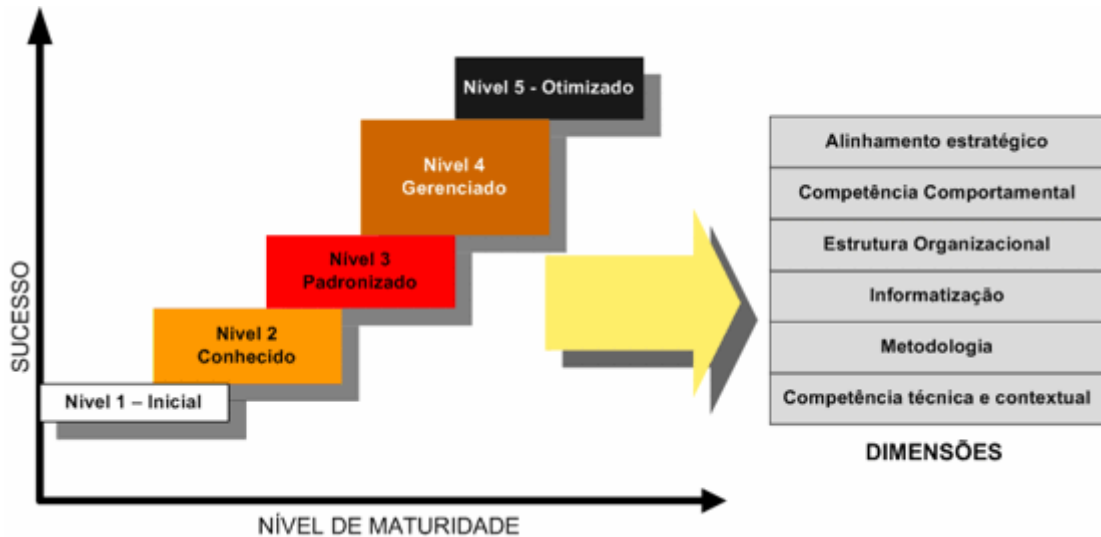 SUCESSO
Nível 5 - Otimizado
Nível 4
Gerenciado
Nível 3
Padronizado
Nível 2
Conhecido
Nível 1 – Inicial
NÍVEL DE MATURIDADE
Alinhamento estratégico
Competência Comportamental
Estrutura Organizacional
Informatização
Metodologia
Competência técnica e contextual
DIMENSÕES